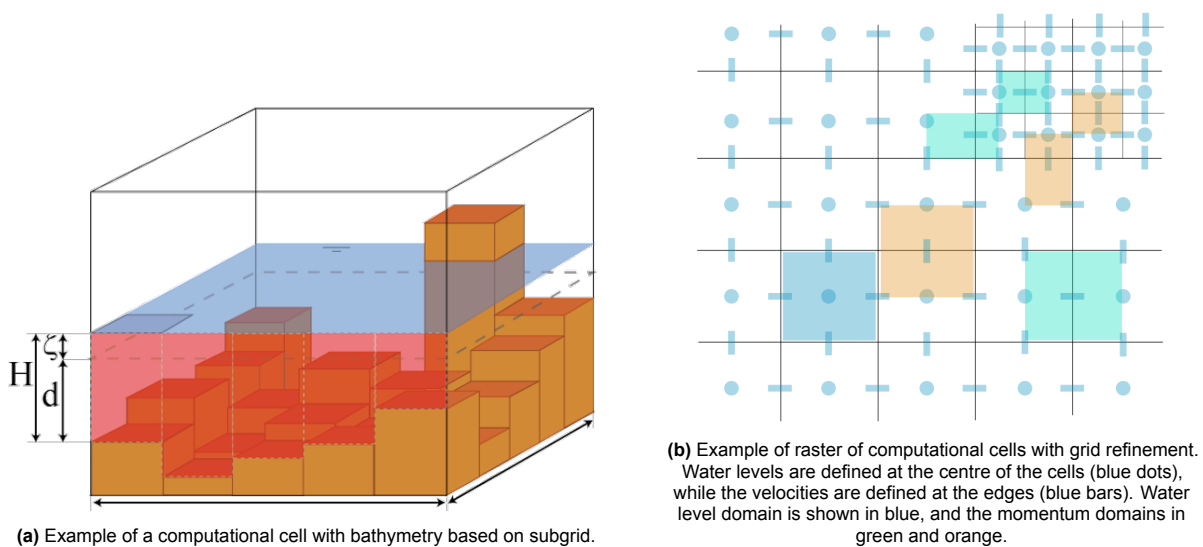 ζ
H
d
(a) Example of a computational cell with bathymetry based on subgrid.
(b) Example of raster of computational cells with grid refinement.
Water levels are defined at the centre of the cells (blue dots),
while the velocities are defined at the edges (blue bars). Water
level domain is shown in blue, and the momentum domains in
green and orange.